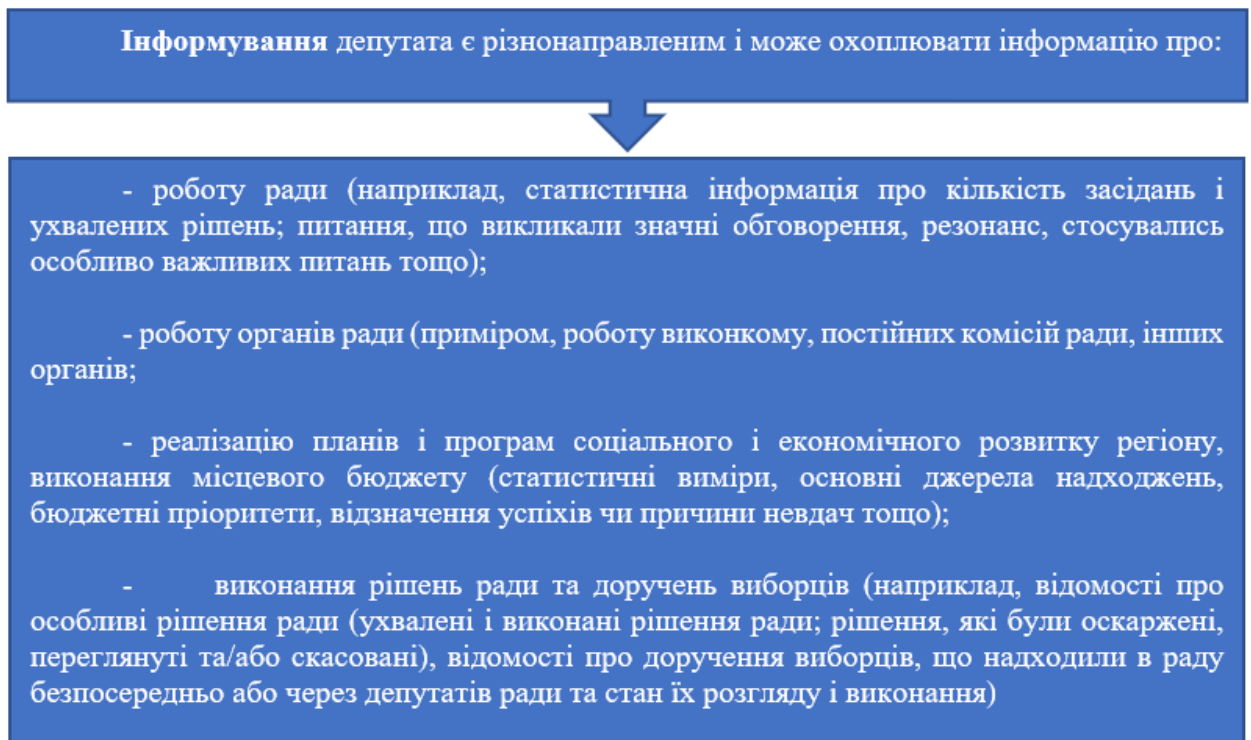 Інформування депутата є різнонаправленим і може охоплювати інформацію про:
- роботу ради (наприклад, статистична інформація про кількість засідань і
ухвалених рішень; питання, що викликали значні обговорення, резонанс, стосувались
особливо важливих питань тощо);
- роботу органів ради (приміром, роботу виконкому, постійних комісій ради, інших
органів;
- реалізацію планів і програм соціального і економічного розвитку регіону,
виконання місцевого бюджету (статистичні виміри, основні джерела надходжень,
бюджетні пріоритети, відзначення успіхів чи причини невдач тощо);
- виконання рішень ради та доручень виборців (наприклад, відомості про
особливі рішення ради (ухвалені і виконані рішення ради; рішення, які були оскаржені,
переглянуті та/або скасовані), відомості про доручення виборців, що надходили в раду
безпосередньо або через депутатів ради та стан їх розгляду і виконання)